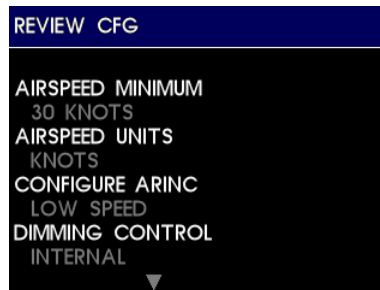 REVIEW CFG
AIRSPEED MINIMUM
30 KNOTS
AIRSPEED UNITS
KNOTS
CONFIGURE ARINC
LOW SPEED
DIMMING CONTROL
INTERNAL